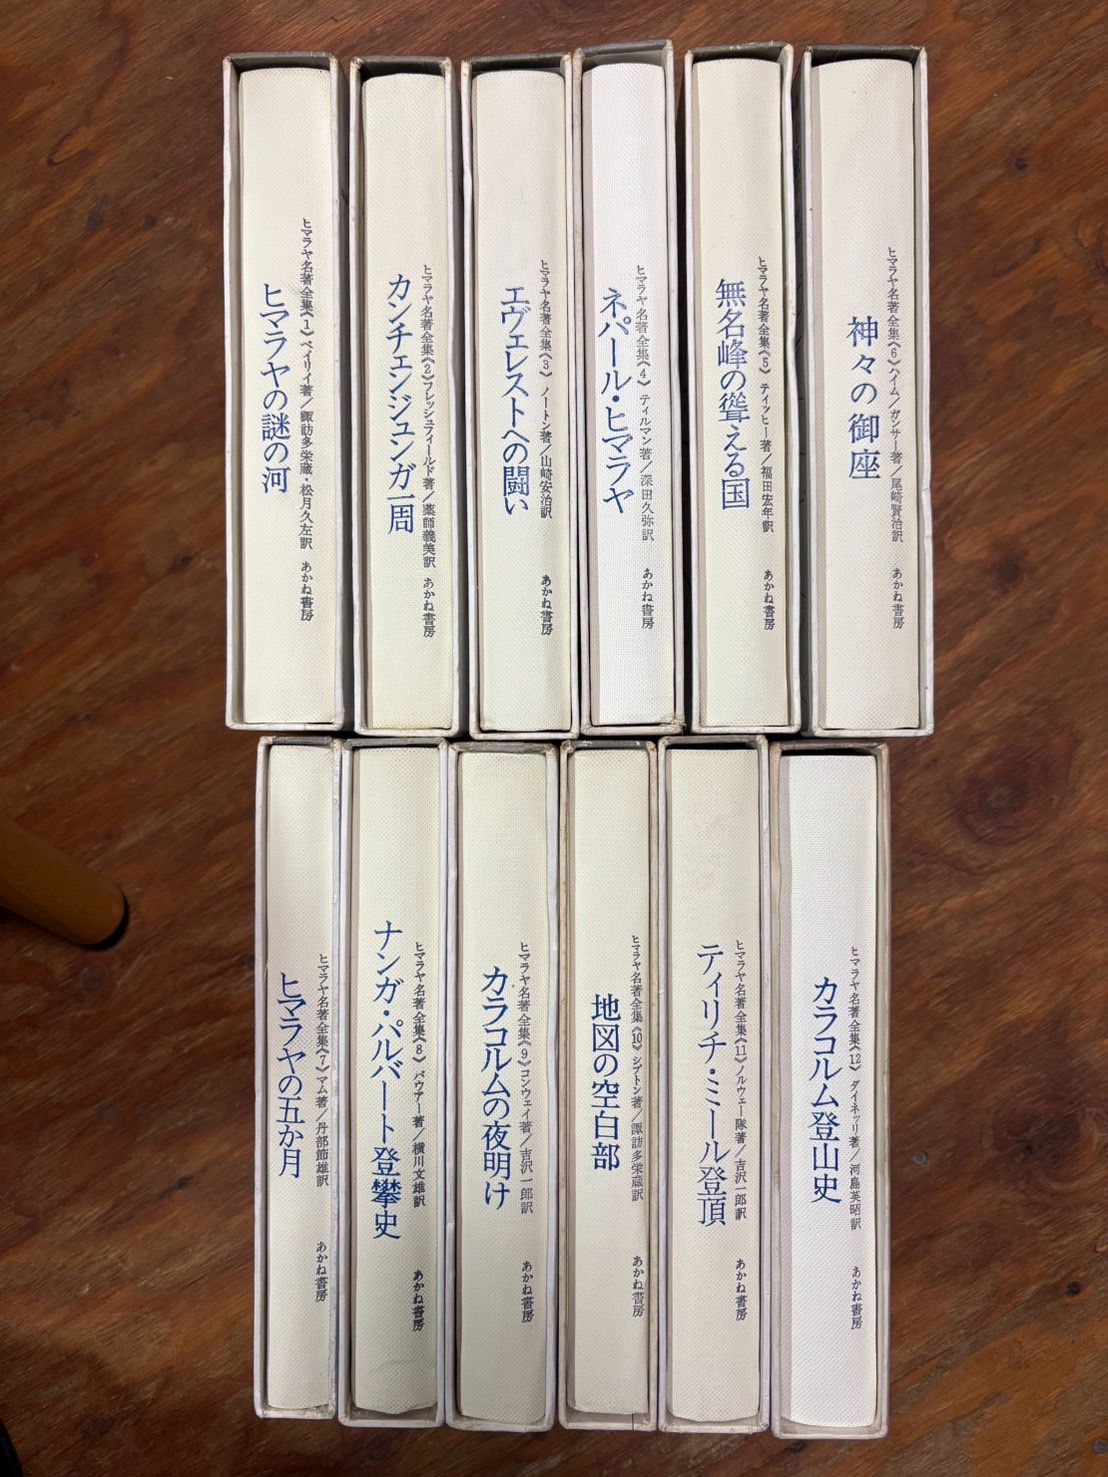 ヒマラヤ名著全集《1》ベイリイ著／諏訪多栄蔵・松月久左訳 あかね書房
ヒマラヤの謎の河
ヒマラヤ名著全集《2》フレッシュフィールド著／薬師義美訳 あかね書房
カンチェンジュンガ一周
ヒマラヤ名著全集《3》ノートン著／山崎安治訳 あかね書房
エヴェレストへの闘い
ヒマラヤ名著全集《4》ティルマン著／深田久弥訳 あかね書房
ネパール・ヒマラヤ
ヒマラヤ名著全集《5》ティッヒー著／福田宏年訳 あかね書房
無名峰の聳える国
ヒマラヤ名著全集《6》ハイム／ガンサー著／尾崎賢治訳 あかね書房
神々の御座
ヒマラヤ名著全集《7》マム著／丹部節雄訳 あかね書房
ヒマラヤの五か月
ヒマラヤ名著全集《8》バウアー著／横川文雄訳 あかね書房
ナンガ・パルバート登攀史
ヒマラヤ名著全集《9》コンウェイ著／吉沢一郎訳 あかね書房
カラコルムの夜明け
ヒマラヤ名著全集《10》シプトン著／諏訪多栄蔵訳 あかね書房
地図の空白部
ヒマラヤ名著全集《11》ノルウェー隊著／吉沢一郎訳 あかね書房
ティリチ・ミール登頂
ヒマラヤ名著全集《12》ダイネッリ著／河島英昭訳 あかね書房
カラコルム登山史